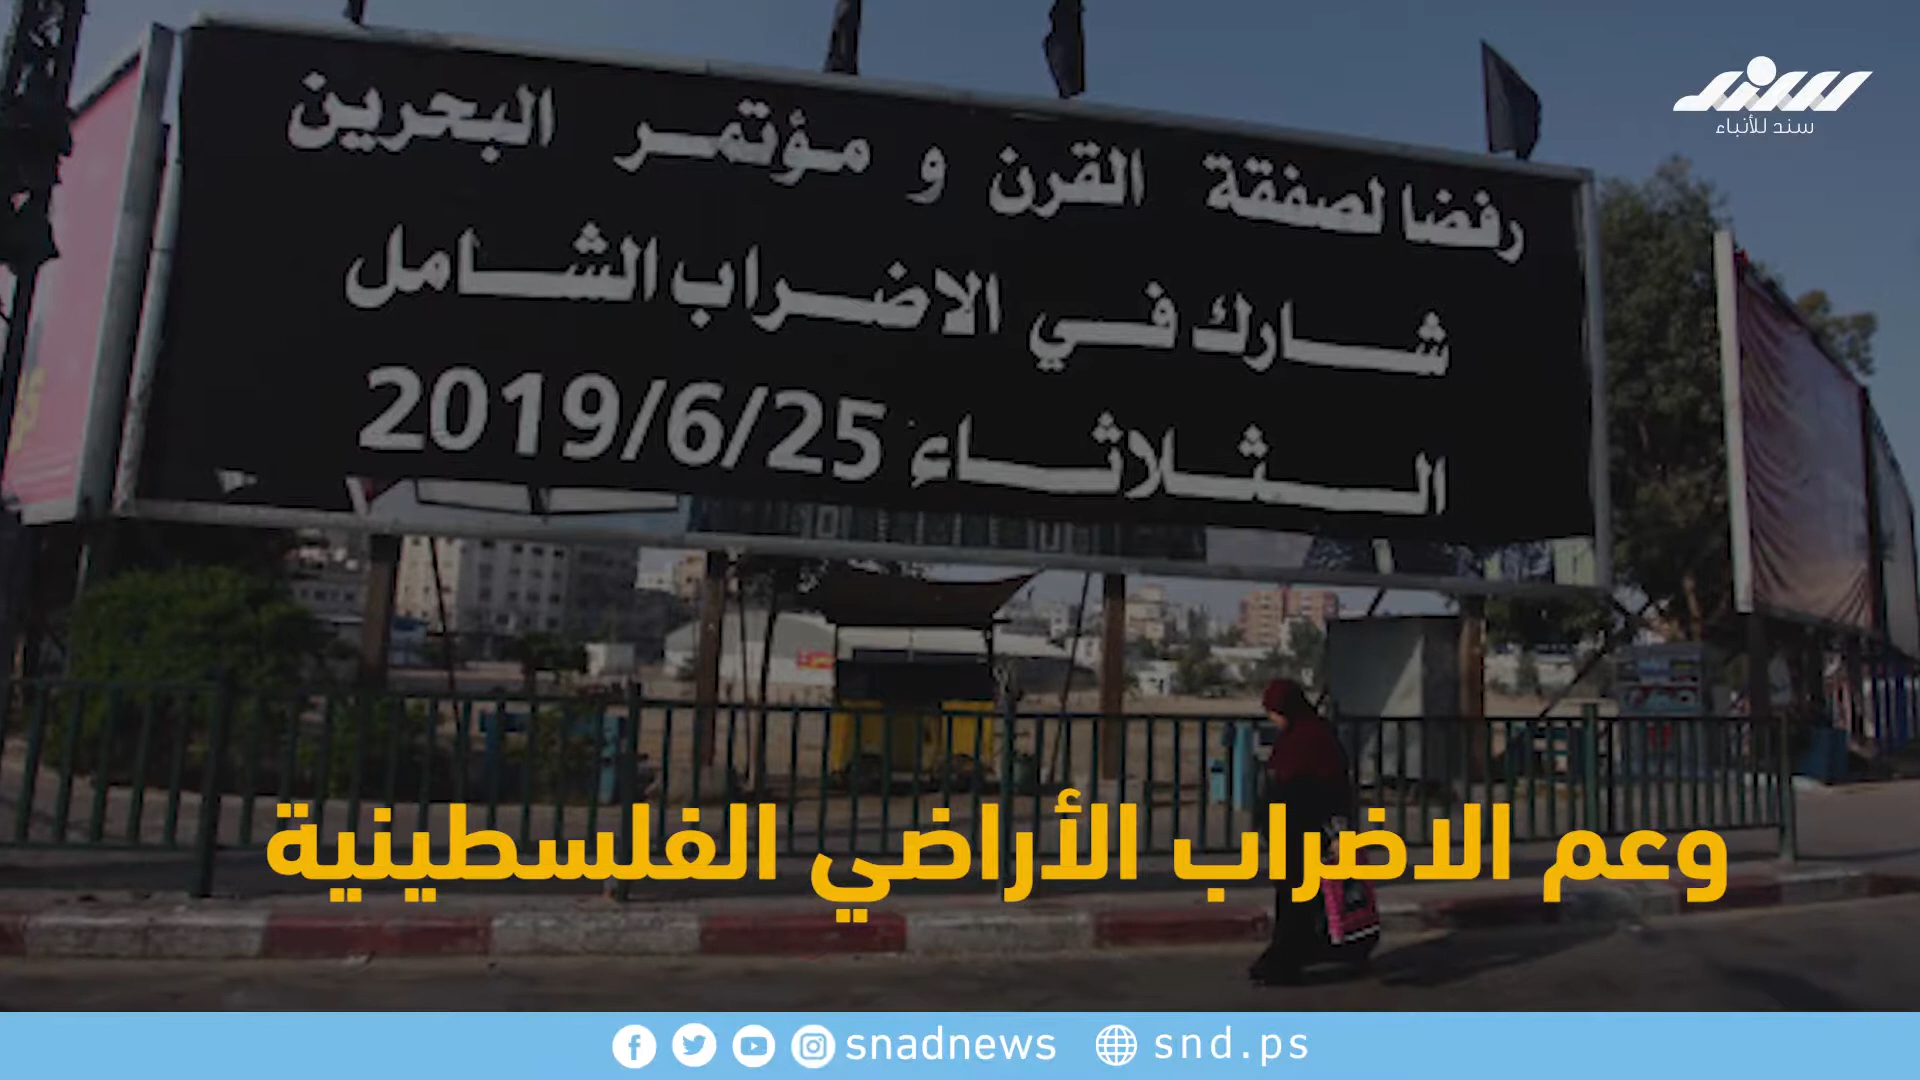 سند
سند للأنباء
رفضا لصفقة القرن و مؤتمر البحرين
شارك في الاضراب الشامل
الثلاثاء 2019/6/25
وعم الاضراب الأراضي الفلسطينية
snadnews
snd.ps